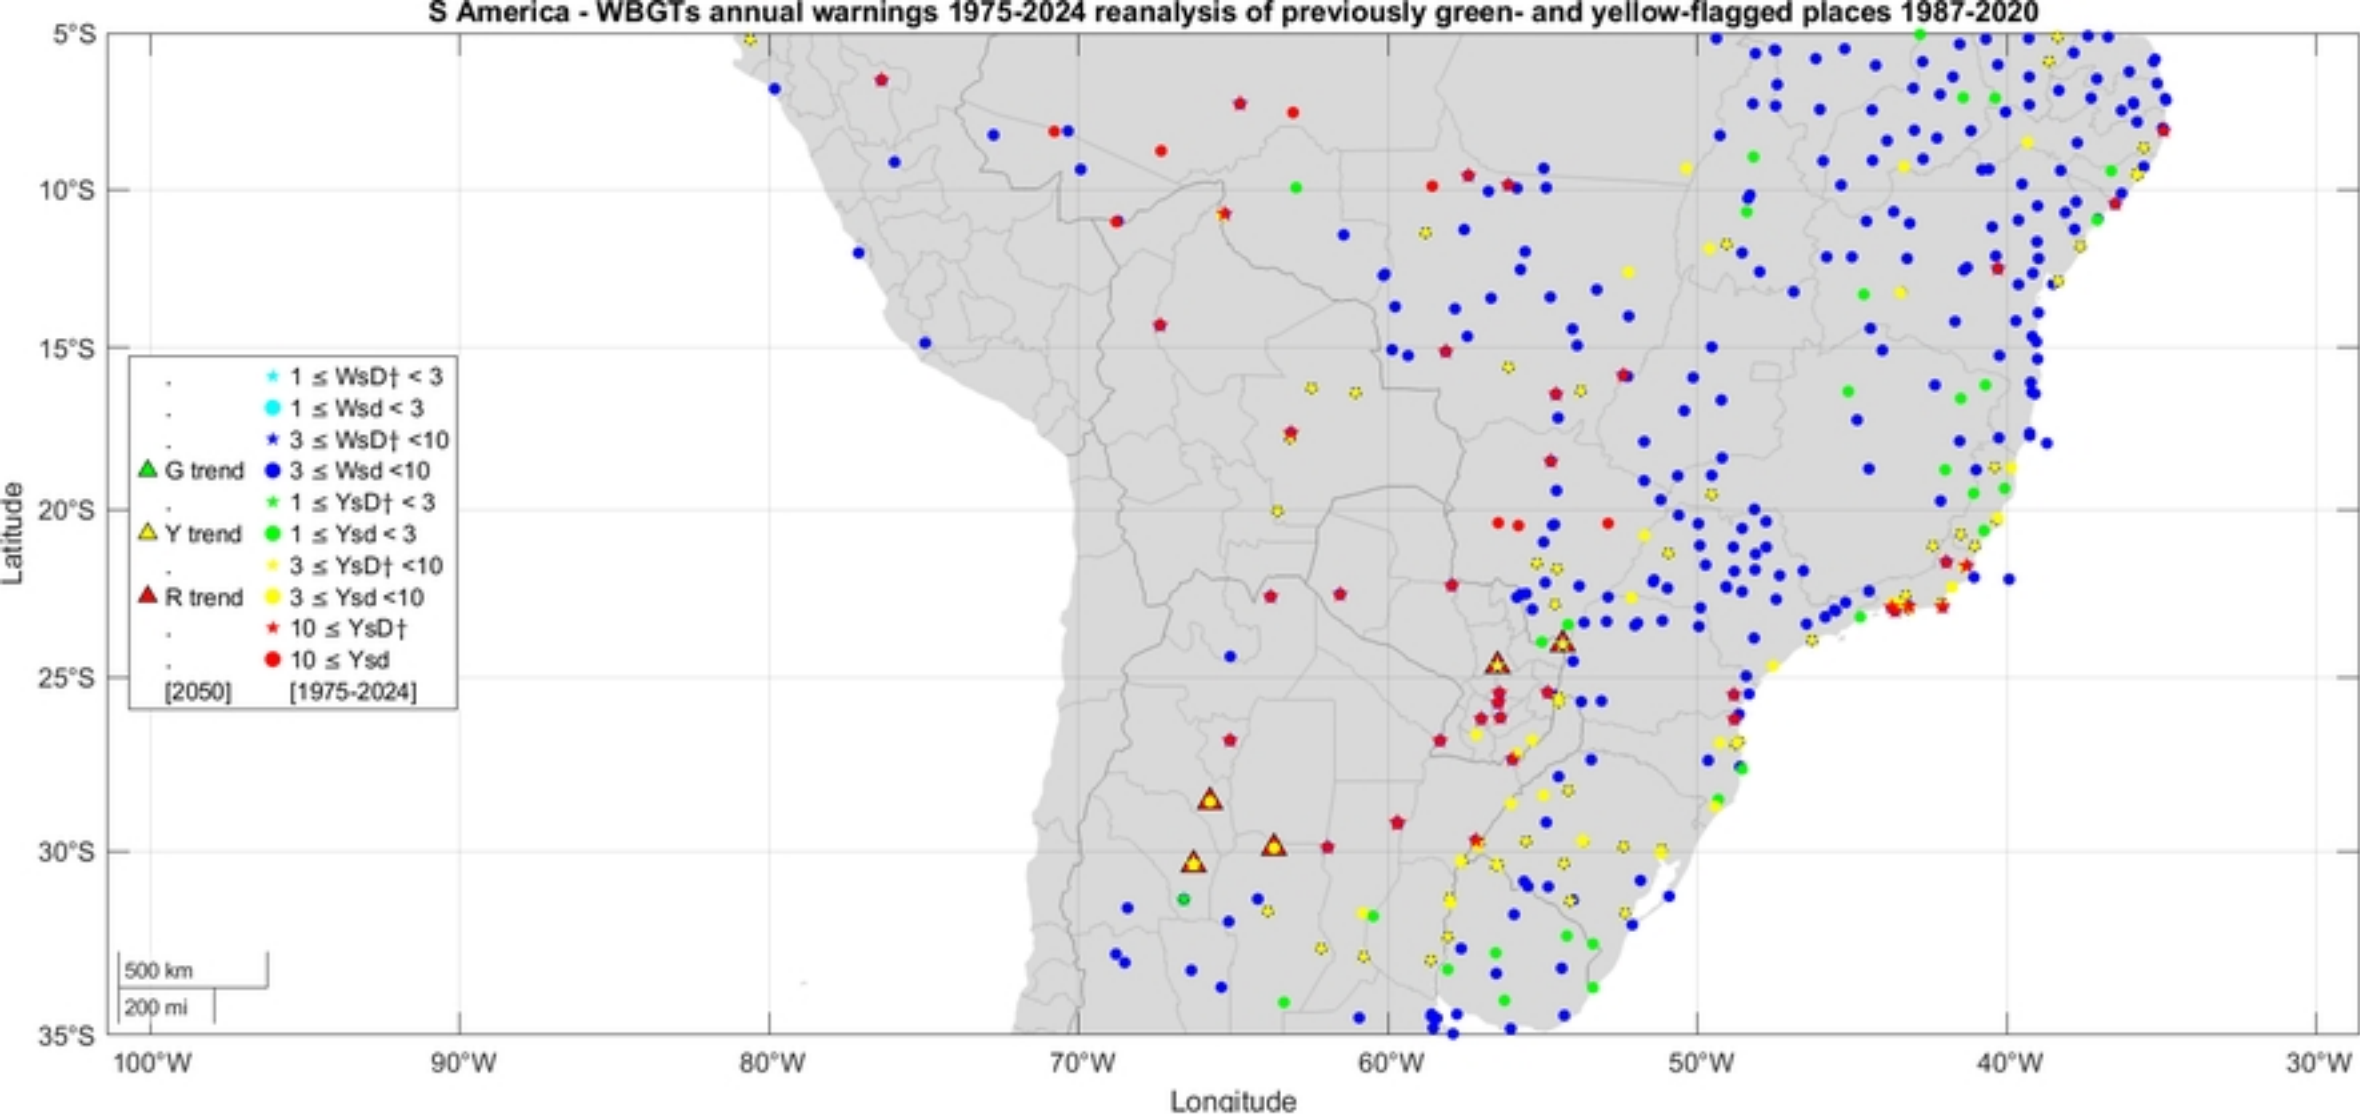 S America - WBGTs annual warnings 1975-2024 reanalysis of previously green- and yellow-flagged places 1987-2020
5°S
10°S
15°S
20°S
25°S
30°S
35°S
Latitude
. 1 ≤ WsD† < 3
. 1 ≤ Wsd < 3
. 3 ≤ WsD† <10
G trend 3 ≤ Wsd <10
. 1 ≤ YsD† < 3
Y trend 1 ≤ Ysd < 3
. 3 ≤ YsD† <10
R trend 3 ≤ Ysd <10
. 10 ≤ YsD†
. 10 ≤ Ysd
[2050] [1975-2024]
500 km
200 mi
100°W 90°W 80°W 70°W 60°W 50°W 40°W 30°W
Longitude